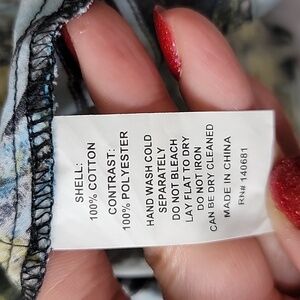 SHELL:
100% COTTON
CONTRAST:
100% POLYESTER
HAND WASH COLD
SEPARATELY
DO NOT BLEACH
LAY FLAT TO DRY
DO NOT IRON
CAN BE DRY CLEANED
MADE IN CHINA
RN# 140681